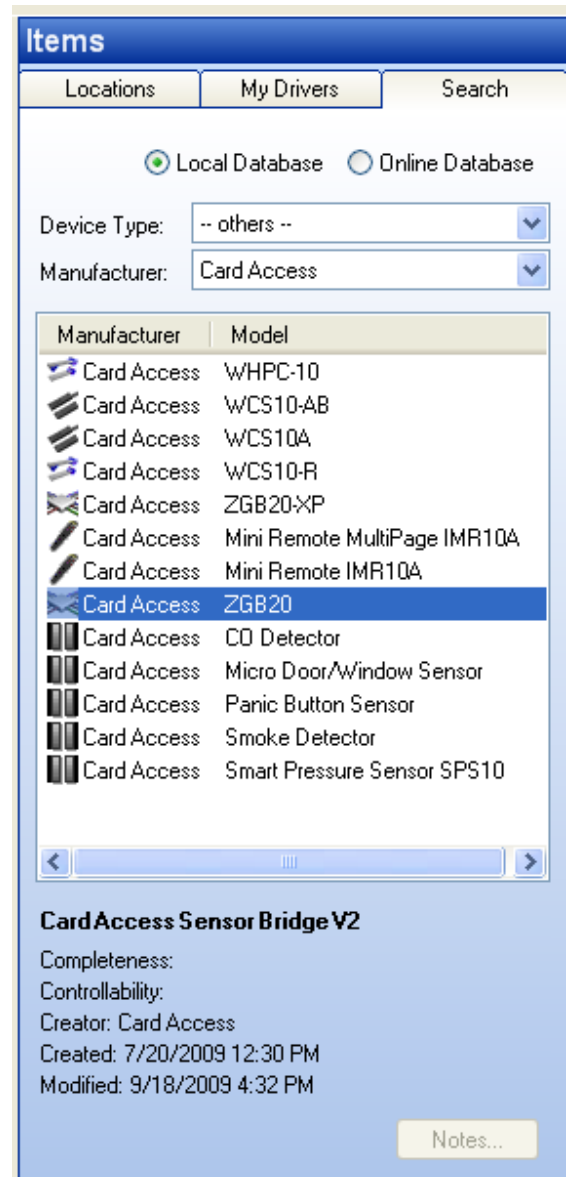 Items
Locations My Drivers Search
Local Database Online Database
Device Type: -- others --
Manufacturer: Card Access
Manufacturer Model
Card Access WHPC-10
Card Access WCS10-AB
Card Access WCS10A
Card Access WCS10-R
Card Access ZGB20-XP
Card Access Mini Remote MultiPage IMR10A
Card Access Mini Remote IMR10A
Card Access ZGB20
Card Access CO Detector
Card Access Micro Door/Window Sensor
Card Access Panic Button Sensor
Card Access Smoke Detector
Card Access Smart Pressure Sensor SPS10
Card Access Sensor Bridge V2
Completeness:
Controllability:
Creator: Card Access
Created: 7/20/2009 12:30 PM
Modified: 9/18/2009 4:32 PM
Notes...